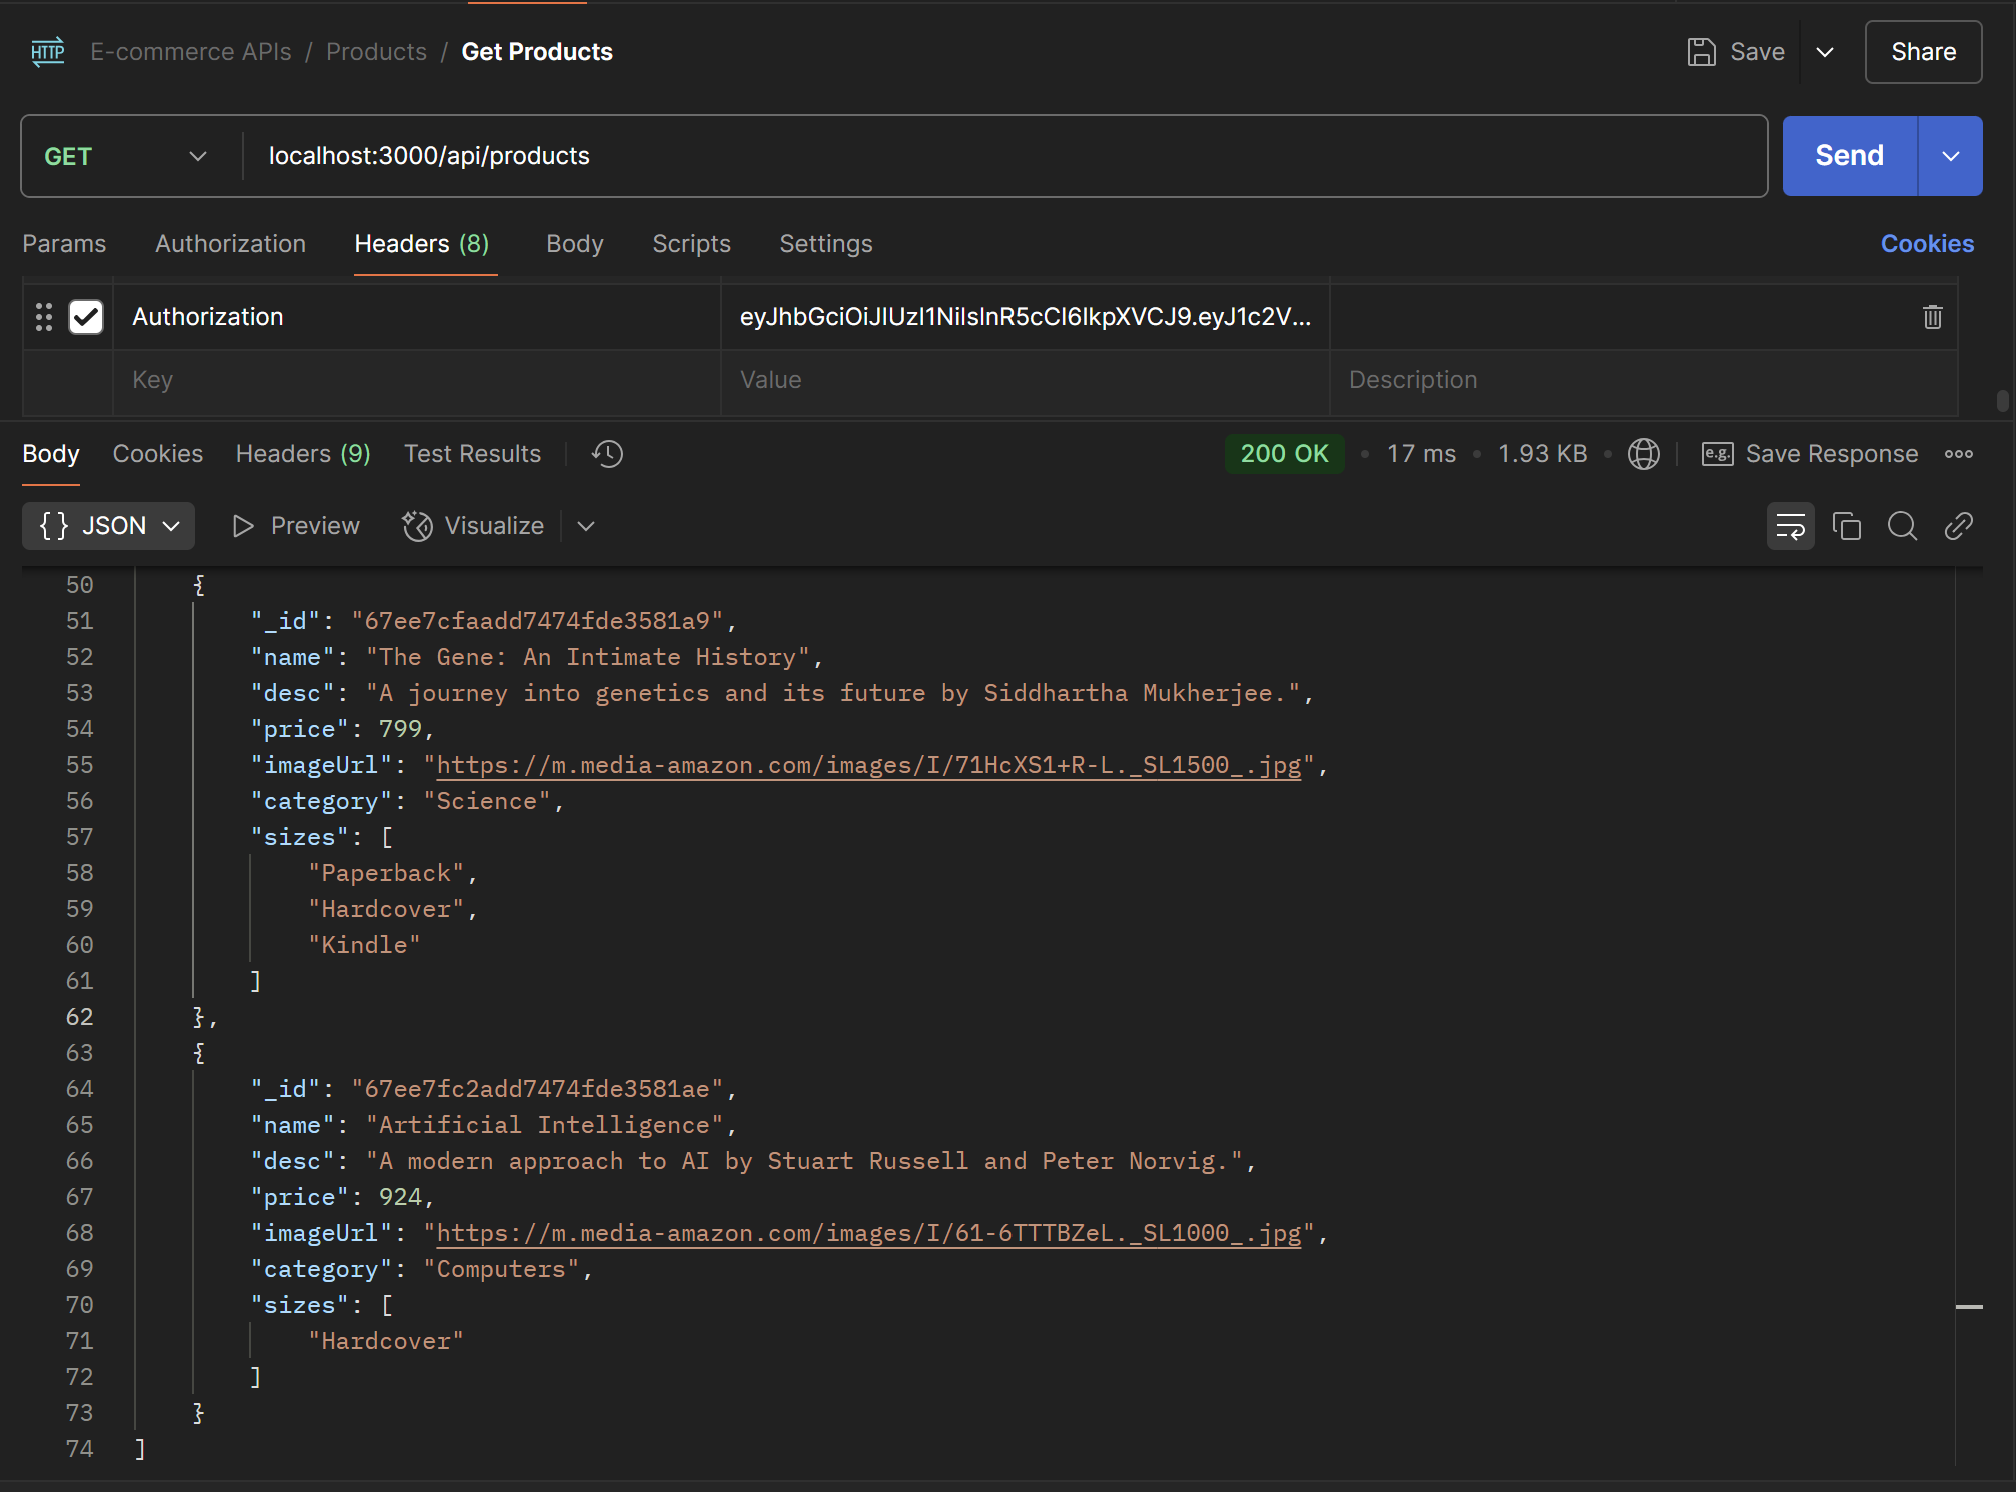 HTTP E-commerce APIs / Products / Get Products Save Share
GET localhost:3000/api/products Send
Params Authorization Headers (8) Body Scripts Settings Cookies
Authorization eyJhbGciOiJIUzI1NiIsInR5cCI6IkpXVCJ9.eyJ1c2V...
Key Value Description
Body Cookies Headers (9) Test Results 200 OK • 17 ms • 1.93 KB • e.g. Save Response
{} JSON Preview Visualize
50 {
51 "_id": "67ee7cfaadd7474fde3581a9",
52 "name": "The Gene: An Intimate History",
53 "desc": "A journey into genetics and its future by Siddhartha Mukherjee.",
54 "price": 799,
55 "imageUrl": "https://m.media-amazon.com/images/I/71HcXS1+R-L._SL1500_.jpg",
56 "category": "Science",
57 "sizes": [
58 "Paperback",
59 "Hardcover",
60 "Kindle"
61 ]
62 },
63 {
64 "_id": "67ee7fc2add7474fde3581ae",
65 "name": "Artificial Intelligence",
66 "desc": "A modern approach to AI by Stuart Russell and Peter Norvig.",
67 "price": 924,
68 "imageUrl": "https://m.media-amazon.com/images/I/61-6TTTBZeL._SL1000_.jpg",
69 "category": "Computers",
70 "sizes": [
71 "Hardcover"
72 ]
73 }
74 ]